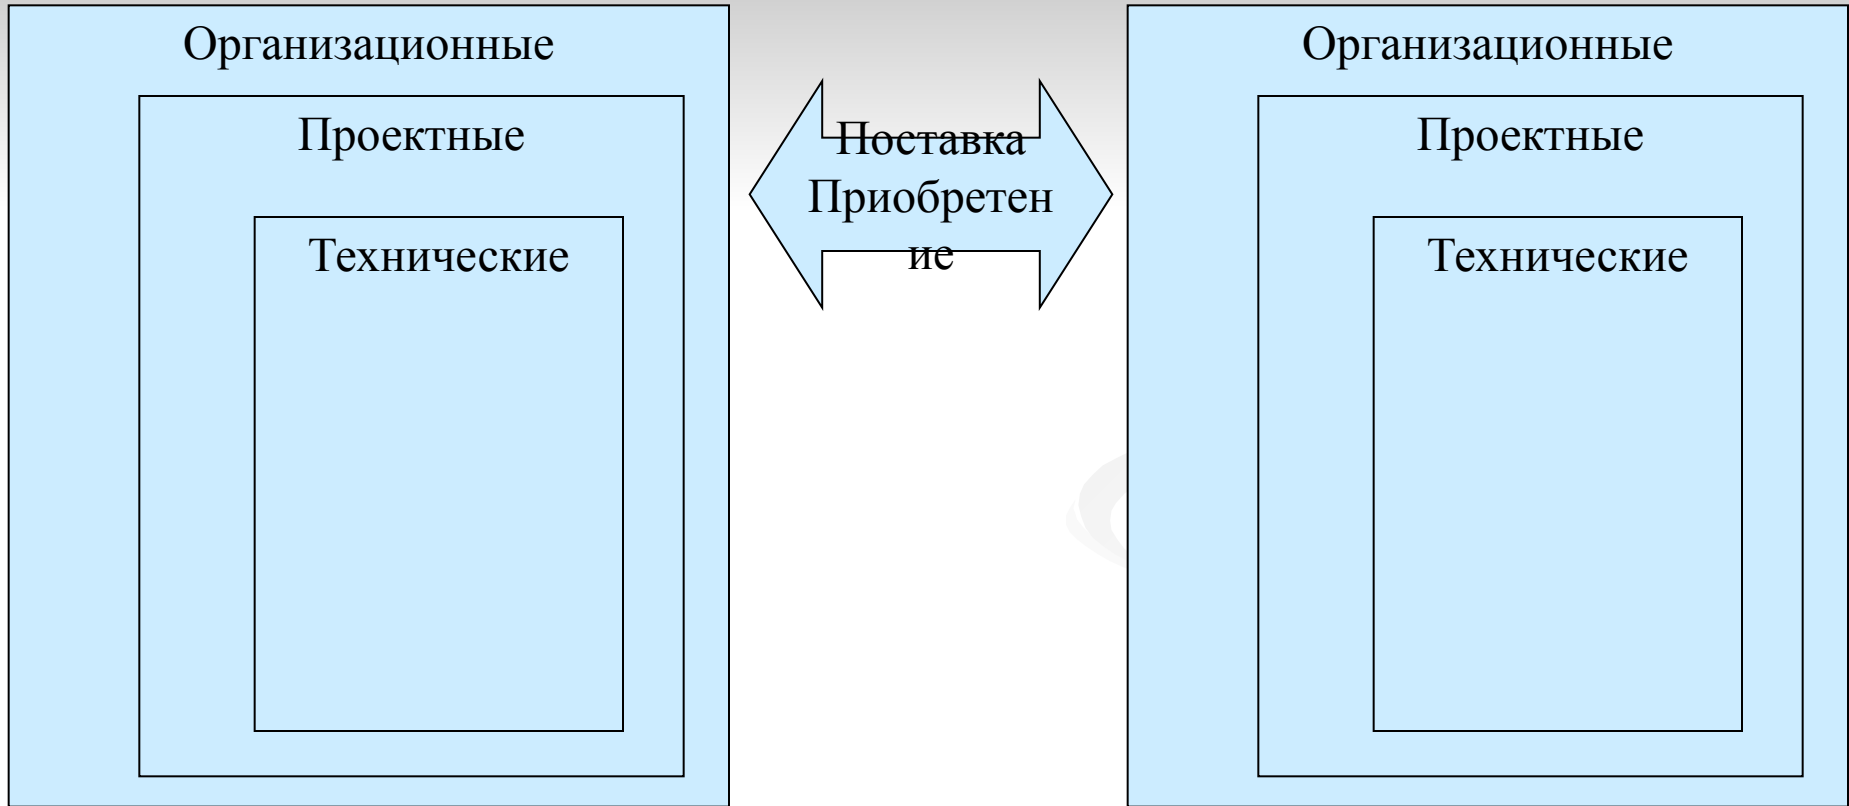 Организационные
Проектные
Технические
Поставка
Приобретен
ие
Организационные
Проектные
Технические